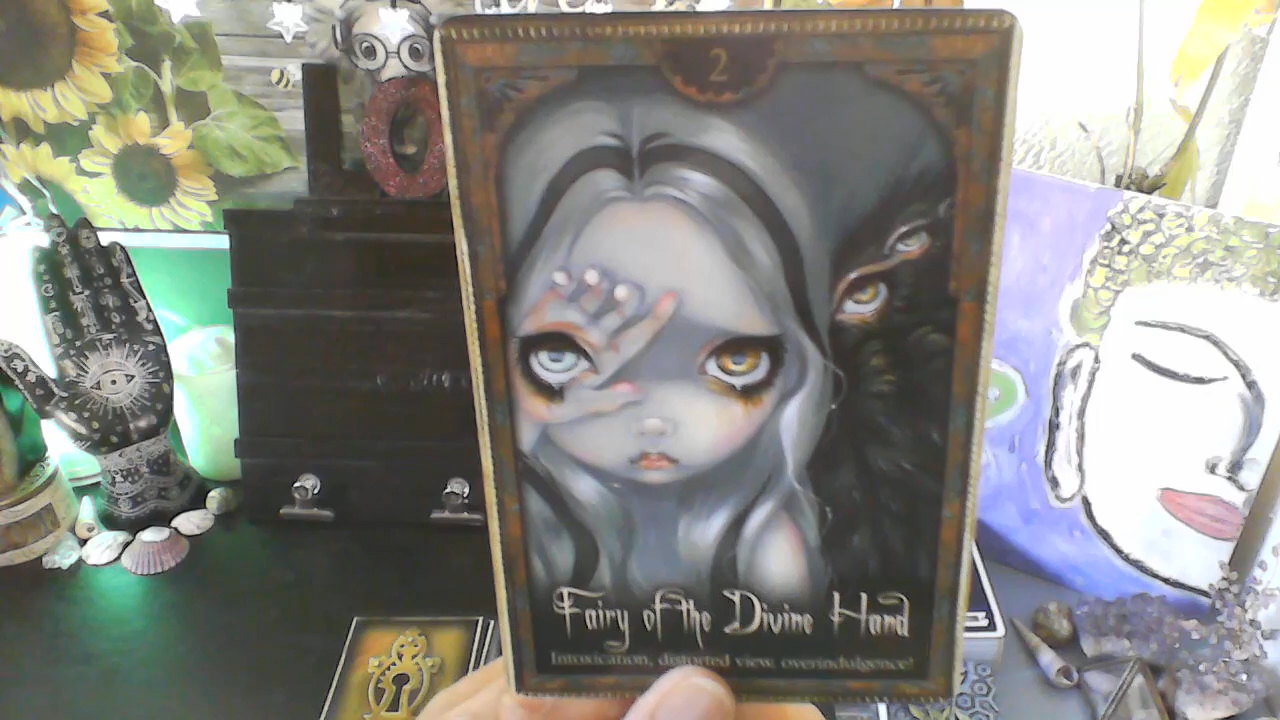 2
Fairy of the Divine Hand
Intoxication, distorted view, overindulgence!